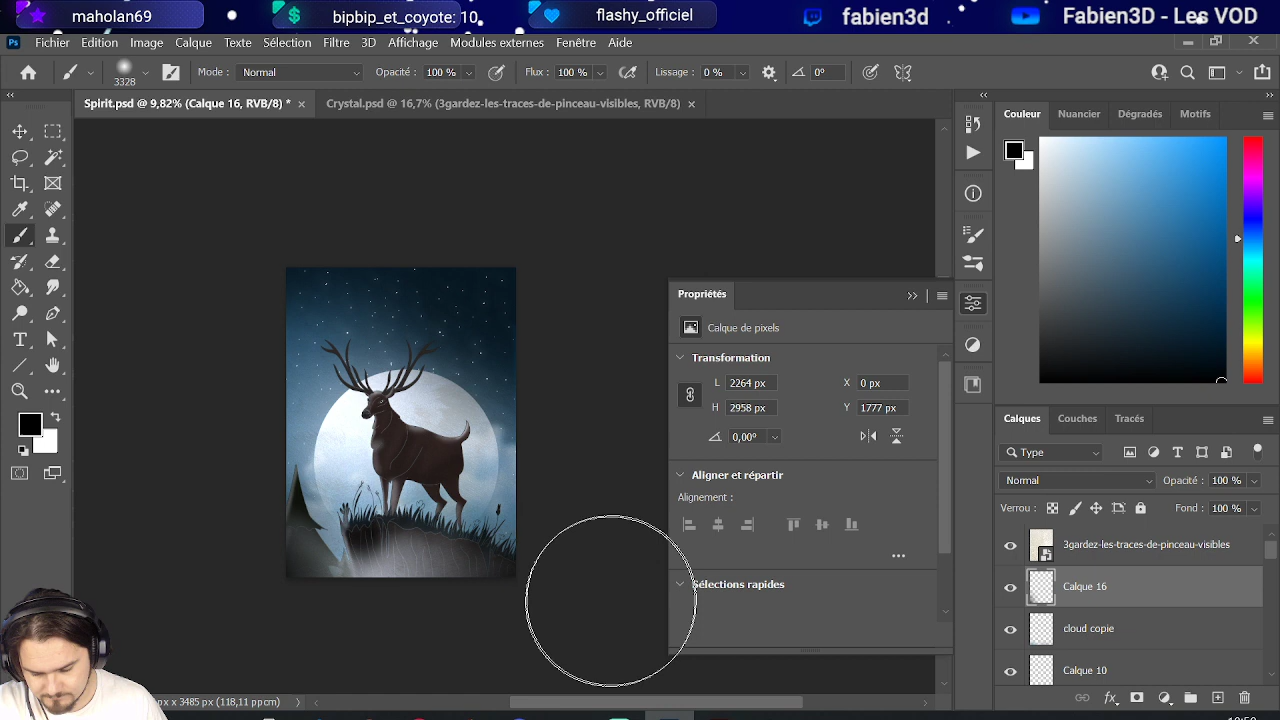 maholan69
bipbip_et_coyote: 10
flashy_officiel
fabien3d
Fabien3D - Les VOD
Ps
Fichier Edition Image Calque Texte Sélection Filtre 3D Affichage Modules externes Fenêtre Aide
3328
Mode : Normal
Opacité : 100 %
Flux : 100 %
Lissage : 0 %
0°
Spirit.psd @ 9,82% (Calque 16, RVB/8) *
Crystal.psd @ 16,7% (3gardez-les-traces-de-pinceau-visibles, RVB/8)
Couleur Nuancier Dégradés Motifs
Propriétés
Calque de pixels
Transformation
L 2264 px X 0 px
H 2958 px Y 1777 px
0,00°
Aligner et répartir
Alignement :
Sélections rapides
Calques Couches Tracés
Type
Normal Opacité : 100 %
Verrou : Fond : 100 %
3gardez-les-traces-de-pinceau-visibles
Calque 16
cloud copie
Calque 10
px x 3485 px (118,11 ppcm)